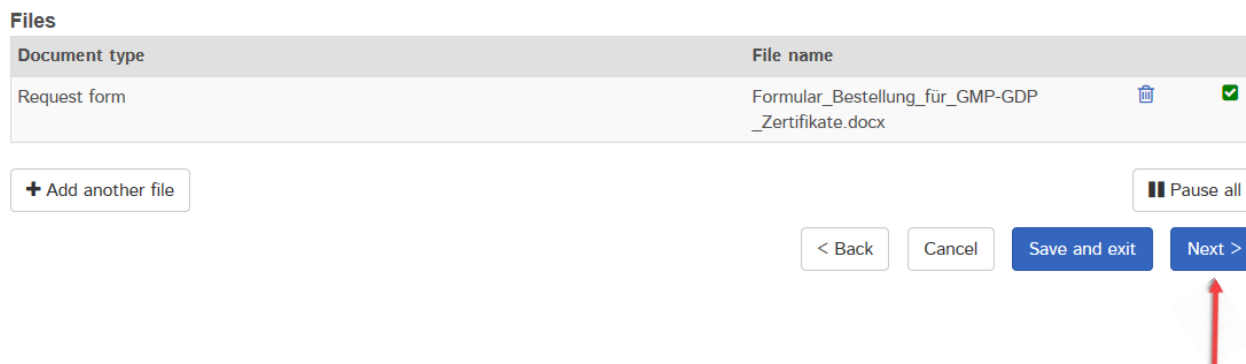 Files
Document type File name
Request form Formular_Bestellung_für_GMP-GDP
_Zertifikate.docx
Add another file Pause all
< Back Cancel Save and exit Next >